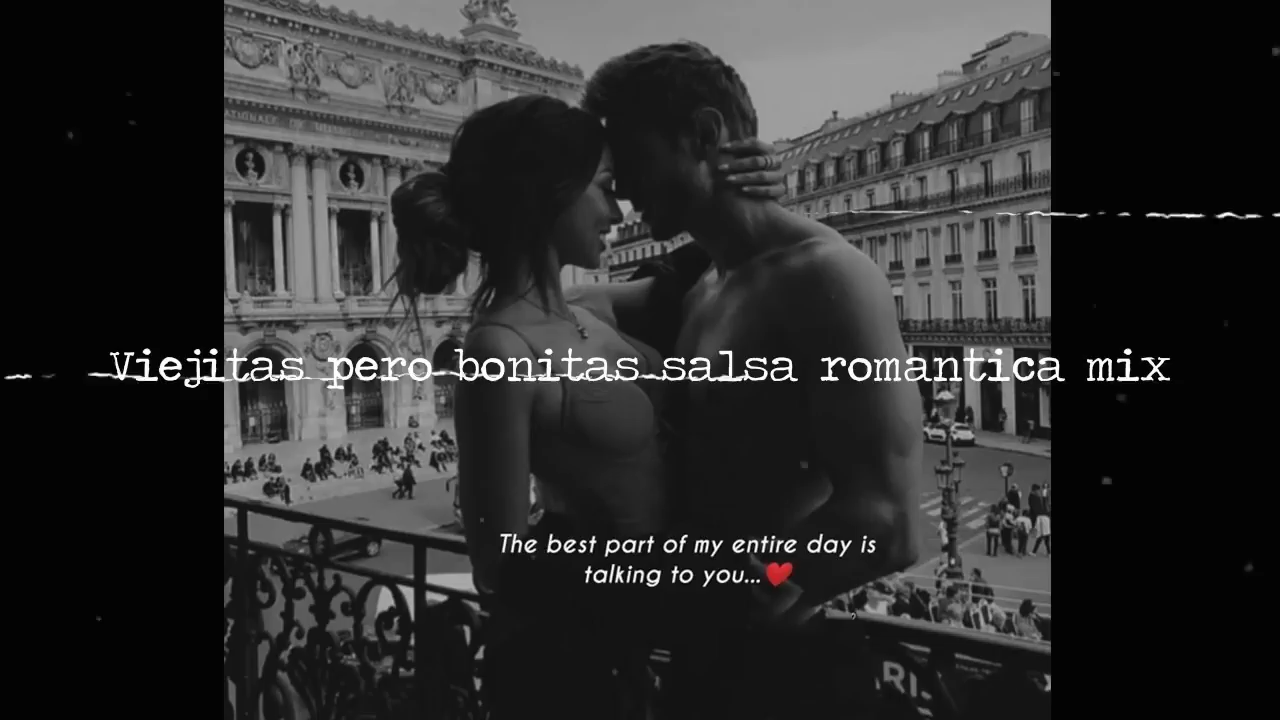 Viejitas pero bonitas salsa romantica mix
The best part of my entire day is
talking to you...❤️